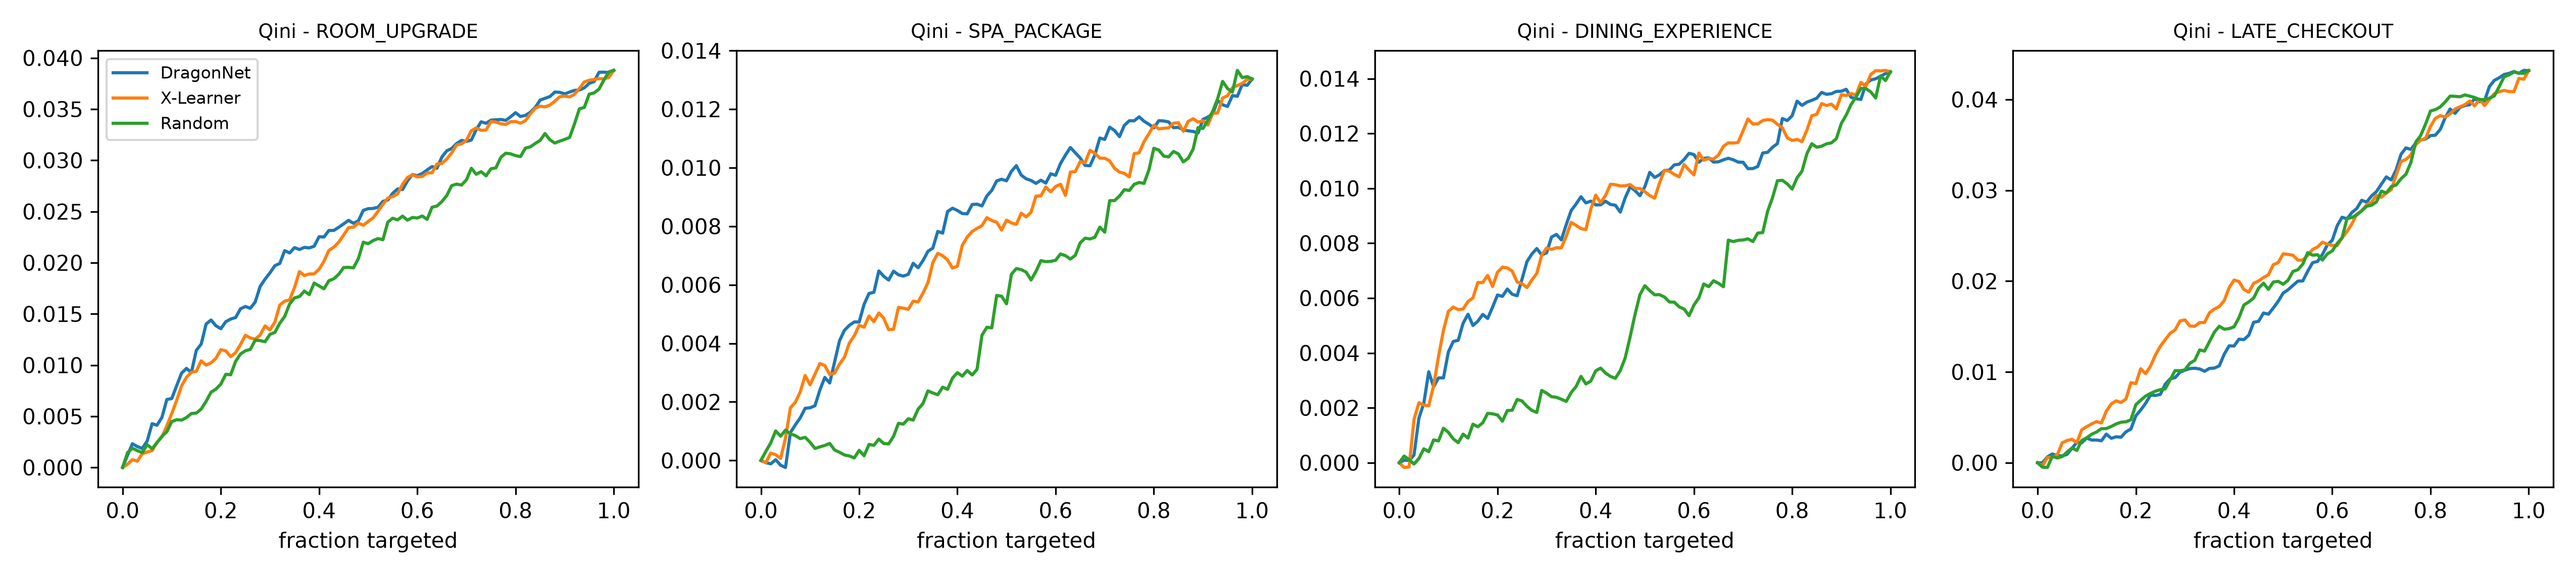 Qini - ROOM_UPGRADE
0.040
0.035
0.030
0.025
0.020
0.015
0.010
0.005
0.000
DragonNet
X-Learner
Random
0.0 0.2 0.4 0.6 0.8 1.0
fraction targeted
Qini - SPA_PACKAGE
0.014
0.012
0.010
0.008
0.006
0.004
0.002
0.000
0.0 0.2 0.4 0.6 0.8 1.0
fraction targeted
Qini - DINING_EXPERIENCE
0.014
0.012
0.010
0.008
0.006
0.004
0.002
0.000
0.0 0.2 0.4 0.6 0.8 1.0
fraction targeted
Qini - LATE_CHECKOUT
0.04
0.03
0.02
0.01
0.00
0.0 0.2 0.4 0.6 0.8 1.0
fraction targeted